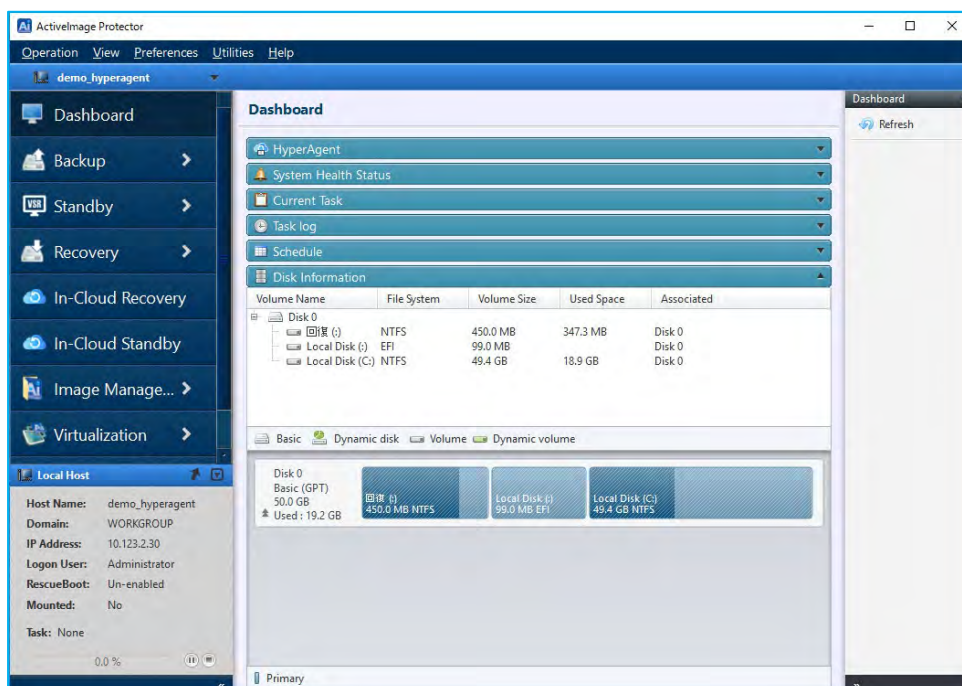 ActiveImage Protector
Operation View Preferences Utilities Help
demo_hyperagent
Dashboard
Backup
Standby
Recovery
In-Cloud Recovery
In-Cloud Standby
Image Manage...
Virtualization
Local Host
Host Name: demo_hyperagent
Domain: WORKGROUP
IP Address: 10.123.2.30
Logon User: Administrator
RescueBoot: Un-enabled
Mounted: No
Task: None
0.0 %
Dashboard
HyperAgent
System Health Status
Current Task
Task log
Schedule
Disk Information
Volume Name File System Volume Size Used Space Associated
Disk 0
回復 (:) NTFS 450.0 MB 347.3 MB Disk 0
Local Disk (:) EFI 99.0 MB Disk 0
Local Disk (C:) NTFS 49.4 GB 18.9 GB Disk 0
Basic Dynamic disk Volume Dynamic volume
Disk 0
Basic (GPT)
50.0 GB
Used : 19.2 GB
回復 (:)
450.0 MB NTFS
Local Disk (:)
99.0 MB EFI
Local Disk (C:)
49.4 GB NTFS
Primary
Dashboard
Refresh